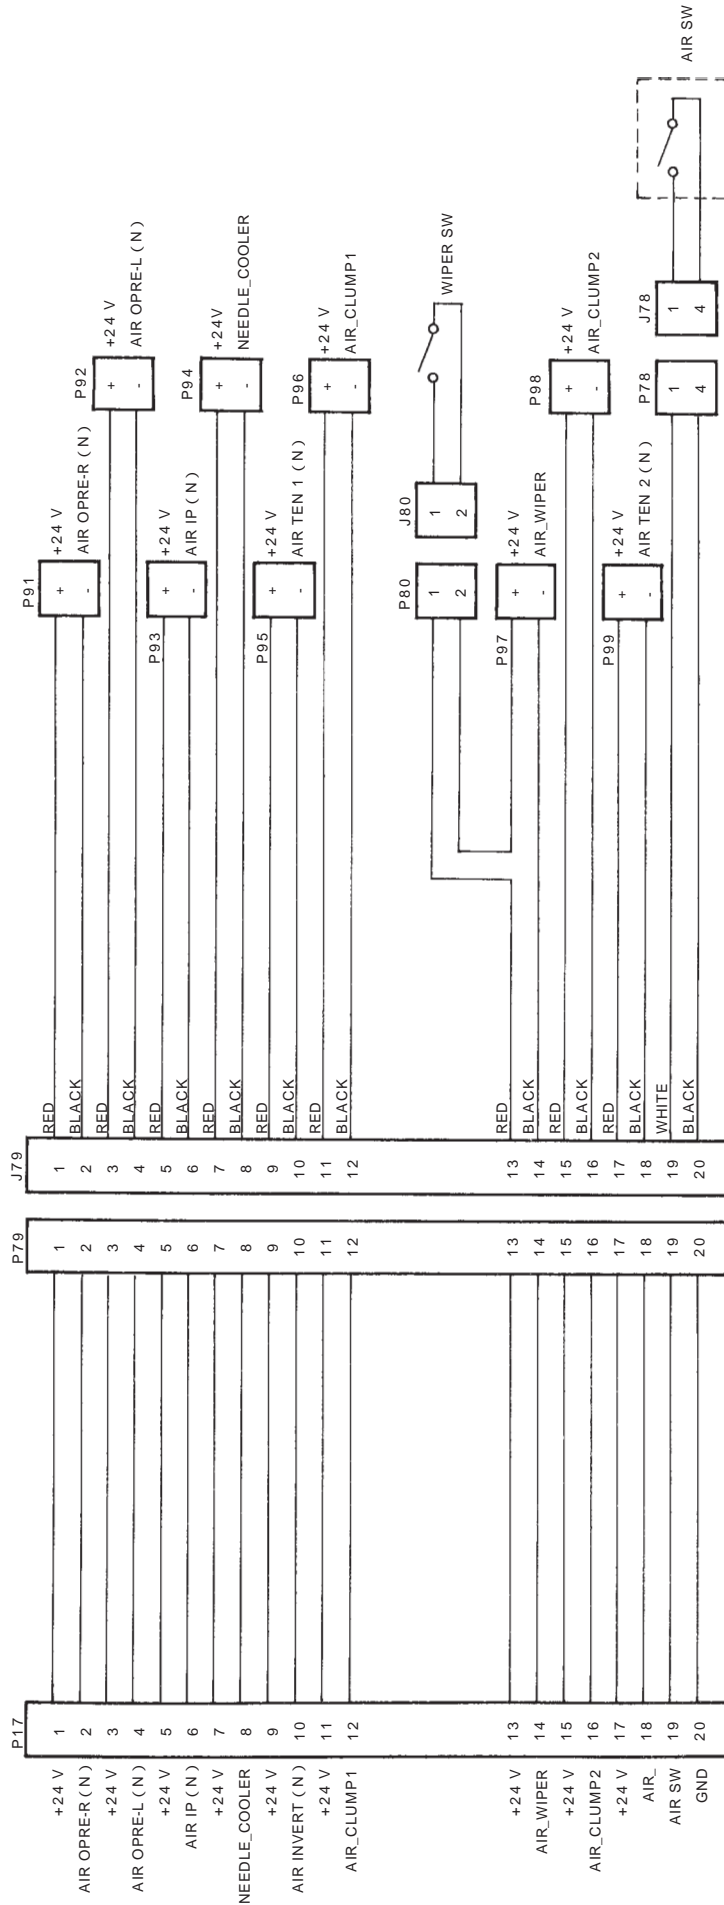 P17
P79
J79
+24 V 1 1 1 RED
AIR OPRE-R ( N ) 2 2 2 BLACK
+24 V 3 3 3 RED
AIR OPRE-L ( N ) 4 4 4 BLACK
+24 V 5 5 5 RED
AIR IP ( N ) 6 6 6 BLACK
+24 V 7 7 7 RED
NEEDLE_COOLER 8 8 8 BLACK
+24 V 9 9 9 RED
AIR INVERT ( N ) 10 10 10 BLACK
+24 V 11 11 11 RED
AIR_CLUMP1 12 12 12 BLACK
+24 V 13 13 13 RED
AIR_WIPER 14 14 14 BLACK
+24 V 15 15 15 RED
AIR_CLUMP2 16 16 16 BLACK
+24 V 17 17 17 RED
AIR_ 18 18 18 BLACK
AIR SW 19 19 19 WHITE
GND 20 20 20 BLACK
P91
+ +24 V
- AIR OPRE-R ( N )
P92
+ +24 V
- AIR OPRE-L ( N )
P93
+ +24 V
- AIR IP ( N )
P94
+ +24V
- NEEDLE_COOLER
P95
+ +24 V
- AIR TEN 1 ( N )
P96
+ +24 V
- AIR_CLUMP1
P80
1
2
J80
1
2
WIPER SW
P97
+ +24 V
- AIR_WIPER
P98
+ +24 V
- AIR_CLUMP2
P99
+ +24 V
- AIR TEN 2 ( N )
P78
1
4
J78
1
4
AIR SW